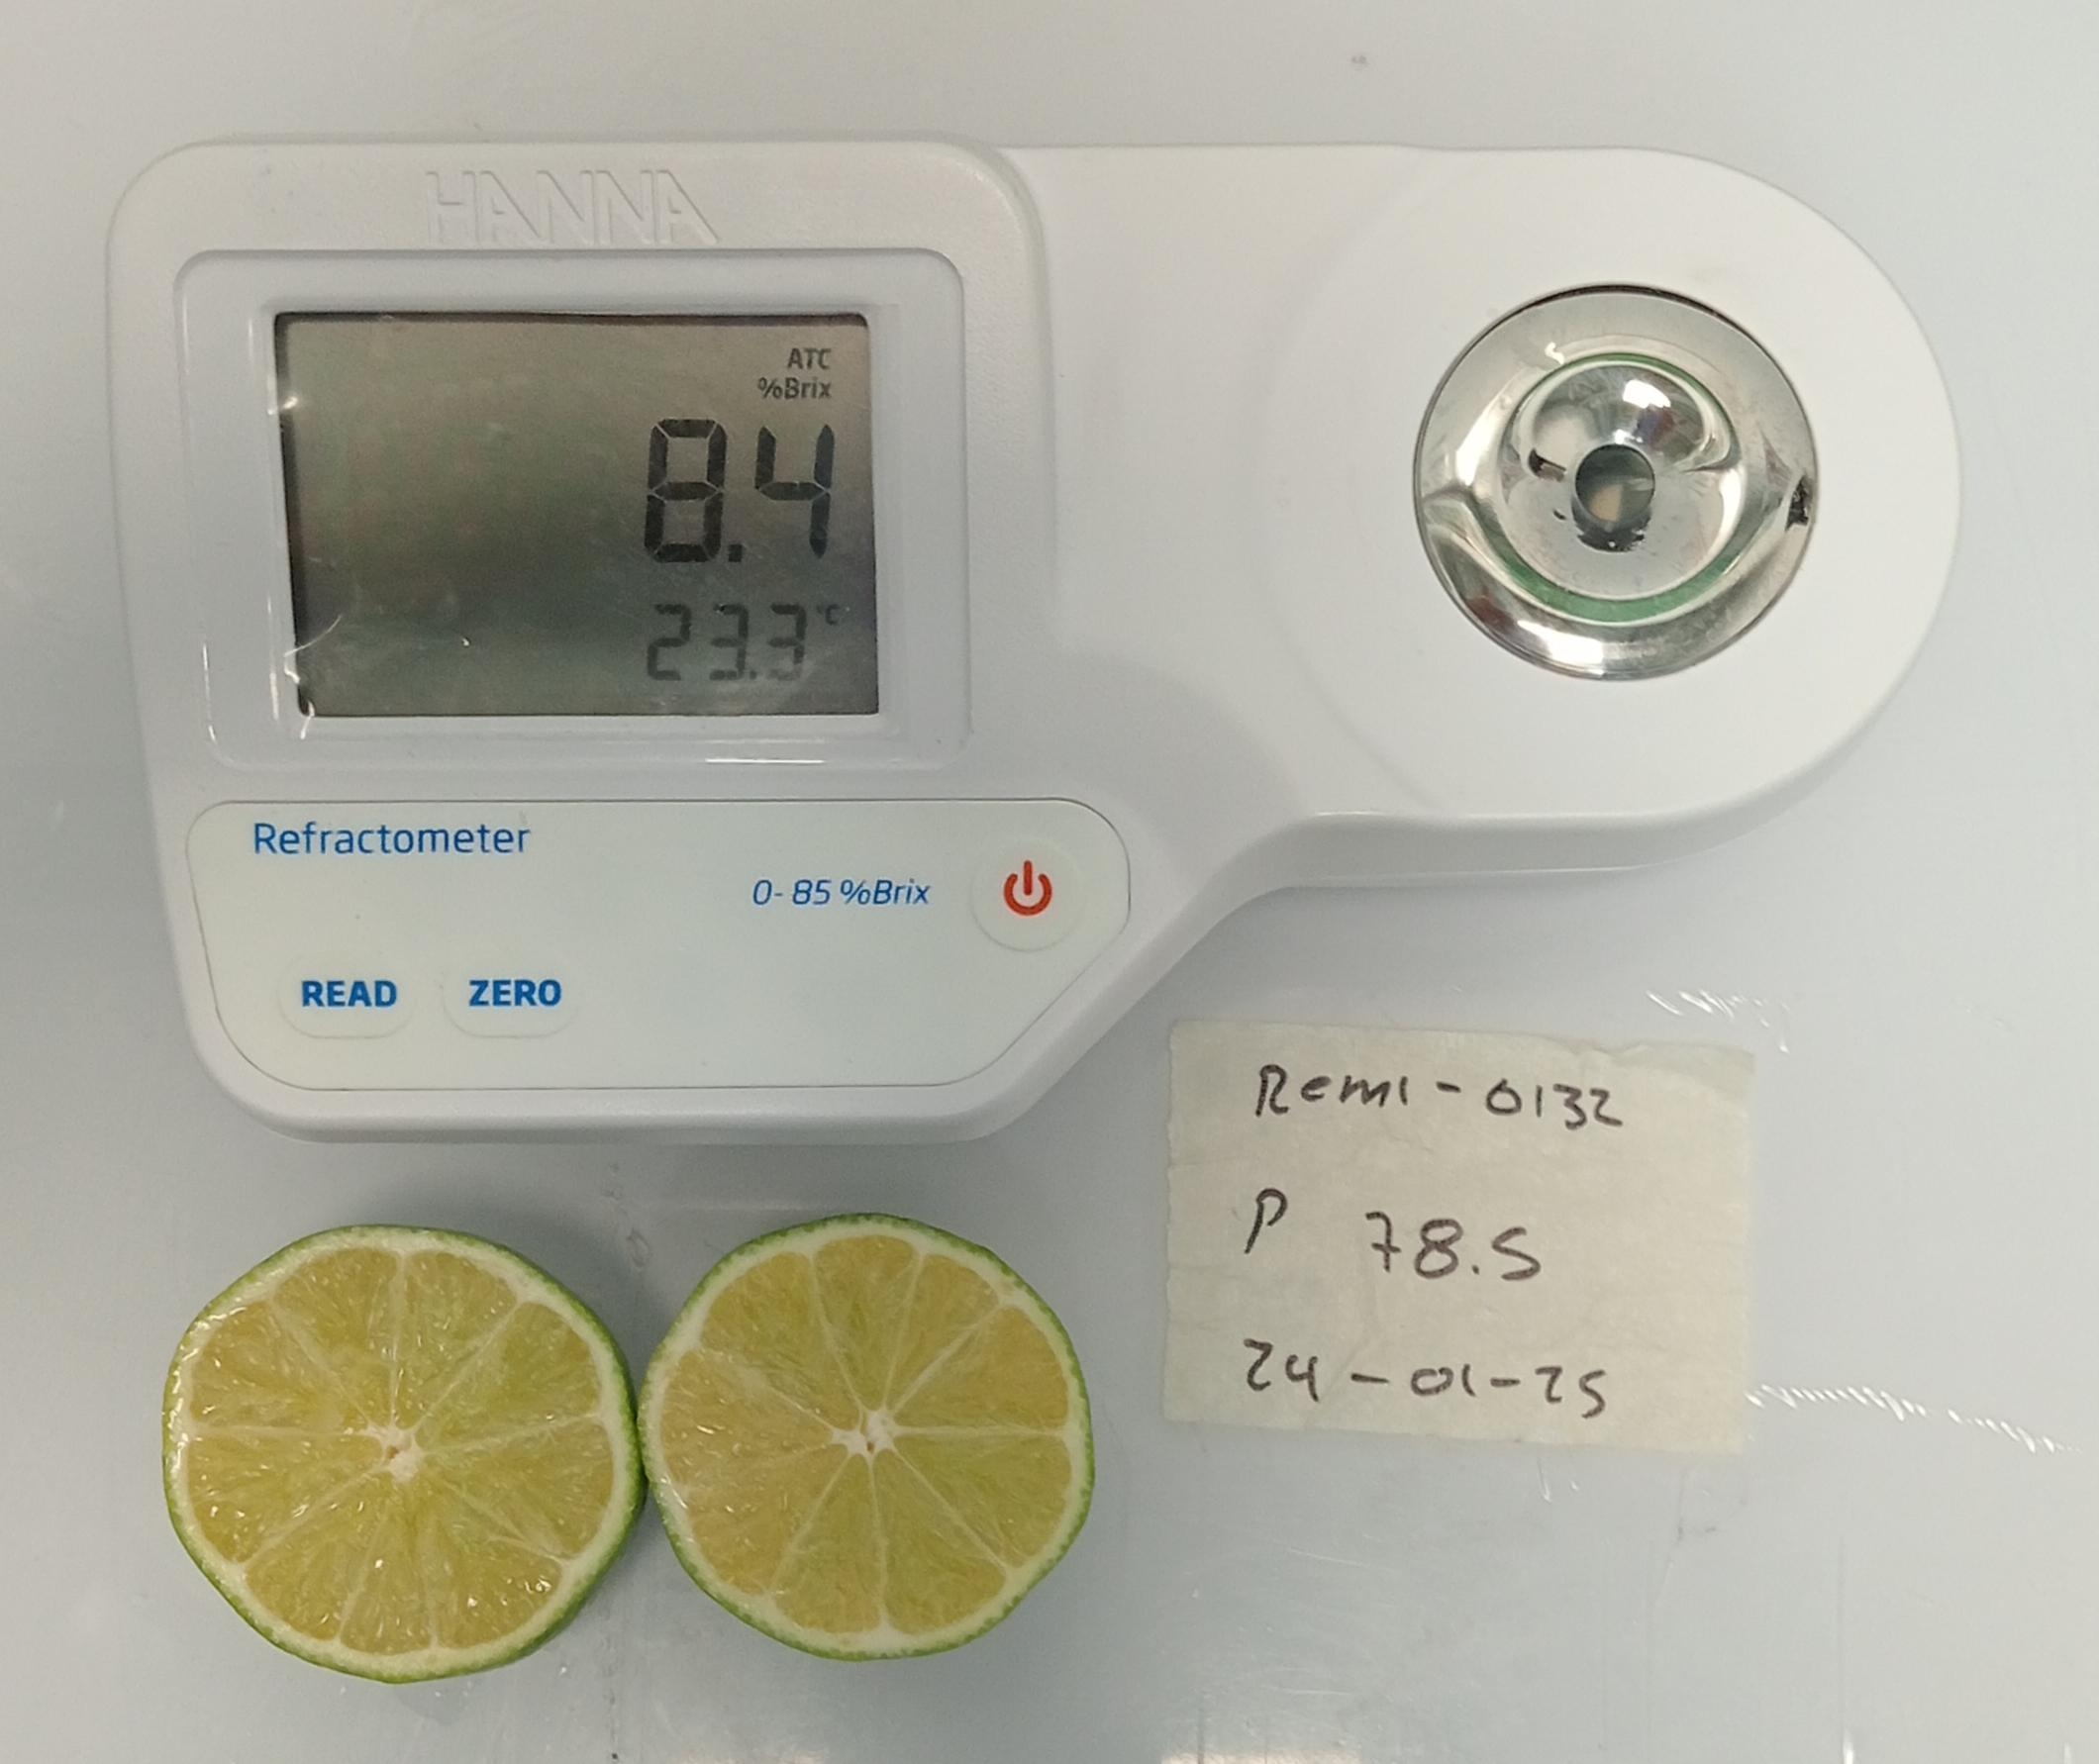 HANNA
ATC
%Brix
8.4
23.3°C
Refractometer
0-85 %Brix
READ ZERO
Remi-0132
P 78.5
24-01-25